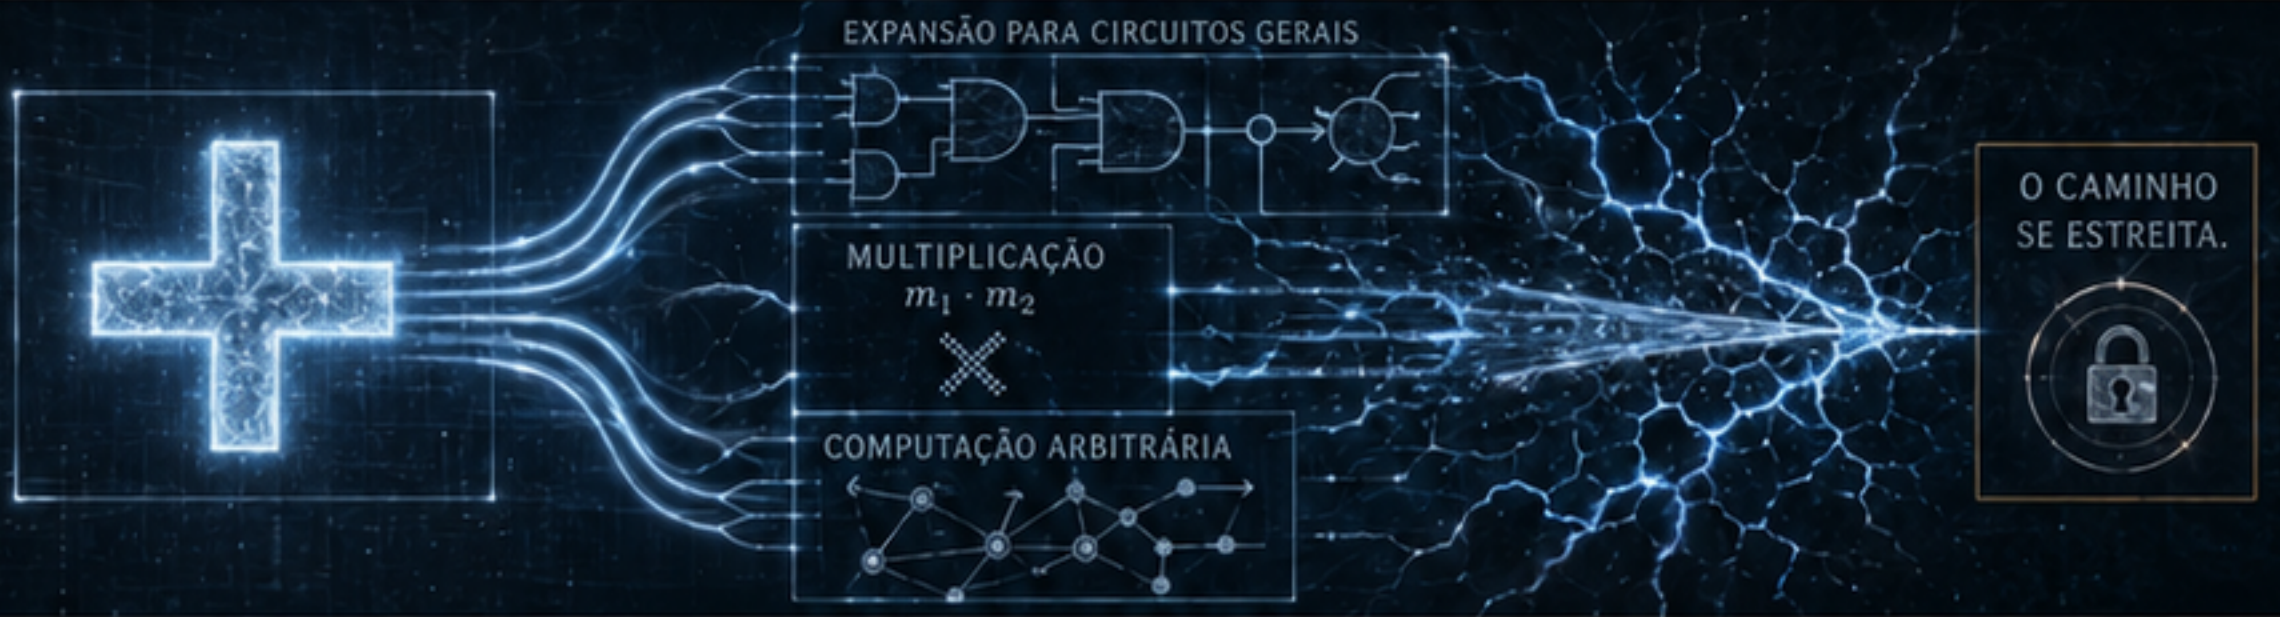 EXPANSÃO PARA CIRCUITOS GERAIS
MULTIPLICAÇÃO
m₁ · m₂
COMPUTAÇÃO ARBITRÁRIA
O CAMINHO
SE ESTREITA.